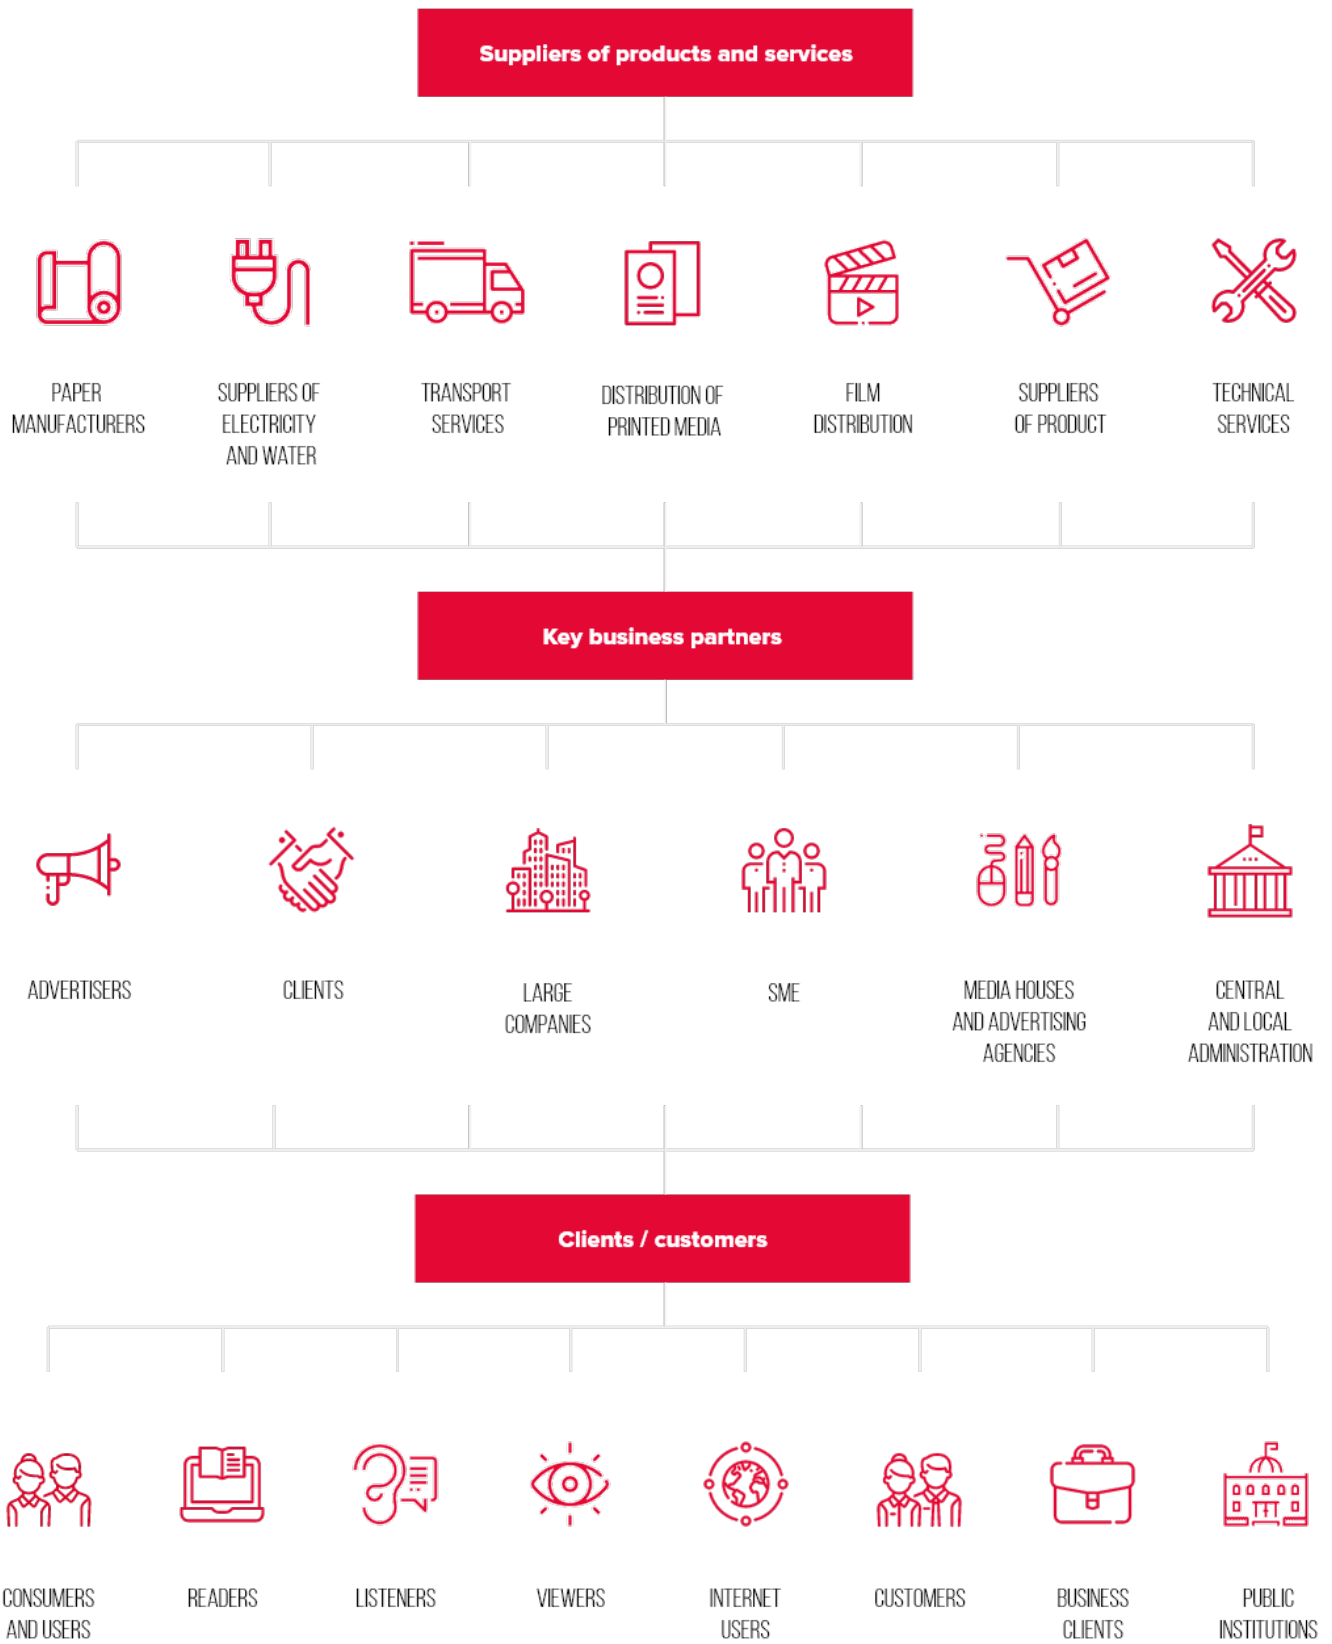 Suppliers of products and services
PAPER
MANUFACTURERS
SUPPLIERS OF
ELECTRICITY
AND WATER
TRANSPORT
SERVICES
DISTRIBUTION OF
PRINTED MEDIA
FILM
DISTRIBUTION
SUPPLIERS
OF PRODUCT
TECHNICAL
SERVICES
Key business partners
ADVERTISERS
CLIENTS
LARGE
COMPANIES
SME
MEDIA HOUSES
AND ADVERTISING
AGENCIES
CENTRAL
AND LOCAL
ADMINISTRATION
Clients / customers
CONSUMERS
AND USERS
READERS
LISTENERS
VIEWERS
INTERNET
USERS
CUSTOMERS
BUSINESS
CLIENTS
PUBLIC
INSTITUTIONS